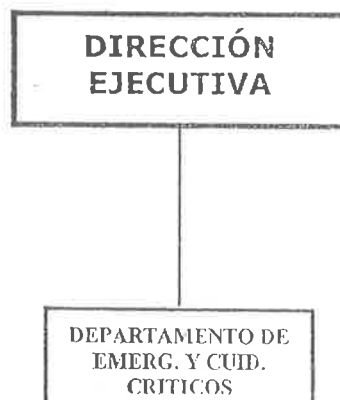 DIRECCIÓN
EJECUTIVA
DEPARTAMENTO DE
EMERG. Y CUID.
CRITICOS